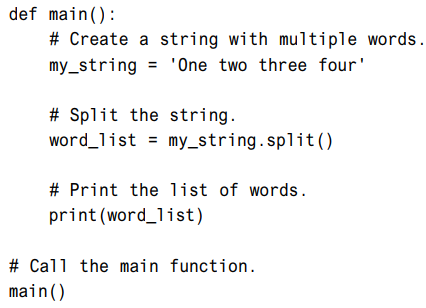 def main():
    # Create a string with multiple words.
    my_string = 'One two three four'

    # Split the string.
    word_list = my_string.split()

    # Print the list of words.
    print(word_list)

# Call the main function.
main()